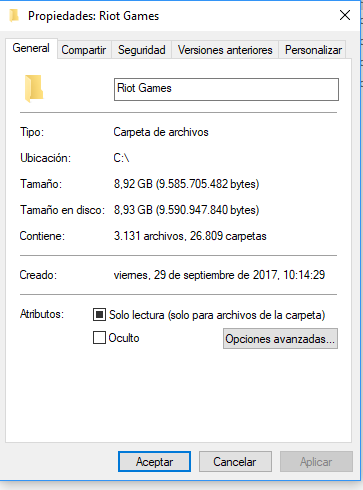 Propiedades: Riot Games
General Compartir Seguridad Versiones anteriores Personalizar
Riot Games
Tipo: Carpeta de archivos
Ubicación: C:\
Tamaño: 8,92 GB (9.585.705.482 bytes)
Tamaño en disco: 8,93 GB (9.590.947.840 bytes)
Contiene: 3.131 archivos, 26.809 carpetas
Creado: viernes, 29 de septiembre de 2017, 10:14:29
Atributos: Solo lectura (solo para archivos de la carpeta)
Oculto Opciones avanzadas...
Aceptar Cancelar Aplicar